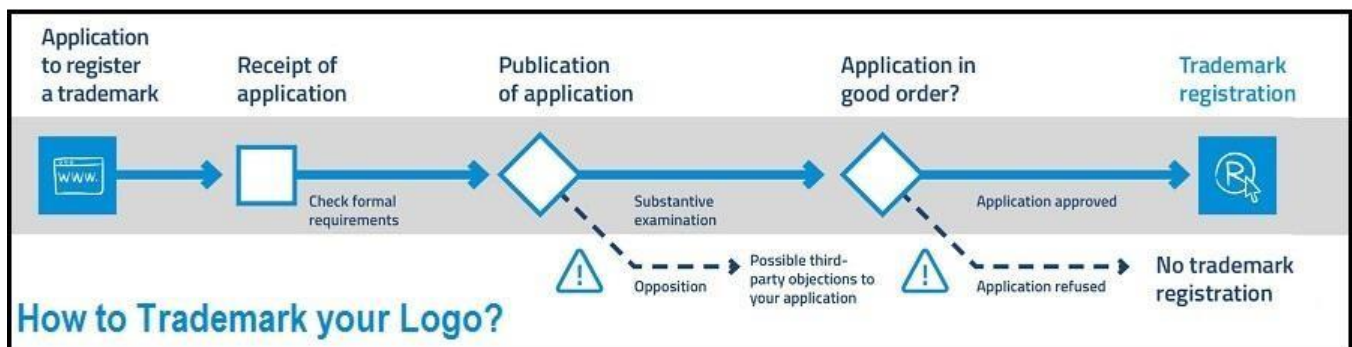 Application
to register
a trademark
Receipt of
application
Publication
of application
Application in
good order?
Trademark
registration
www.
R
Check formal
requirements
Substantive
examination
Application approved
Opposition
Possible third-
party objections to
your application
Application refused
No trademark
registration
How to Trademark your Logo?